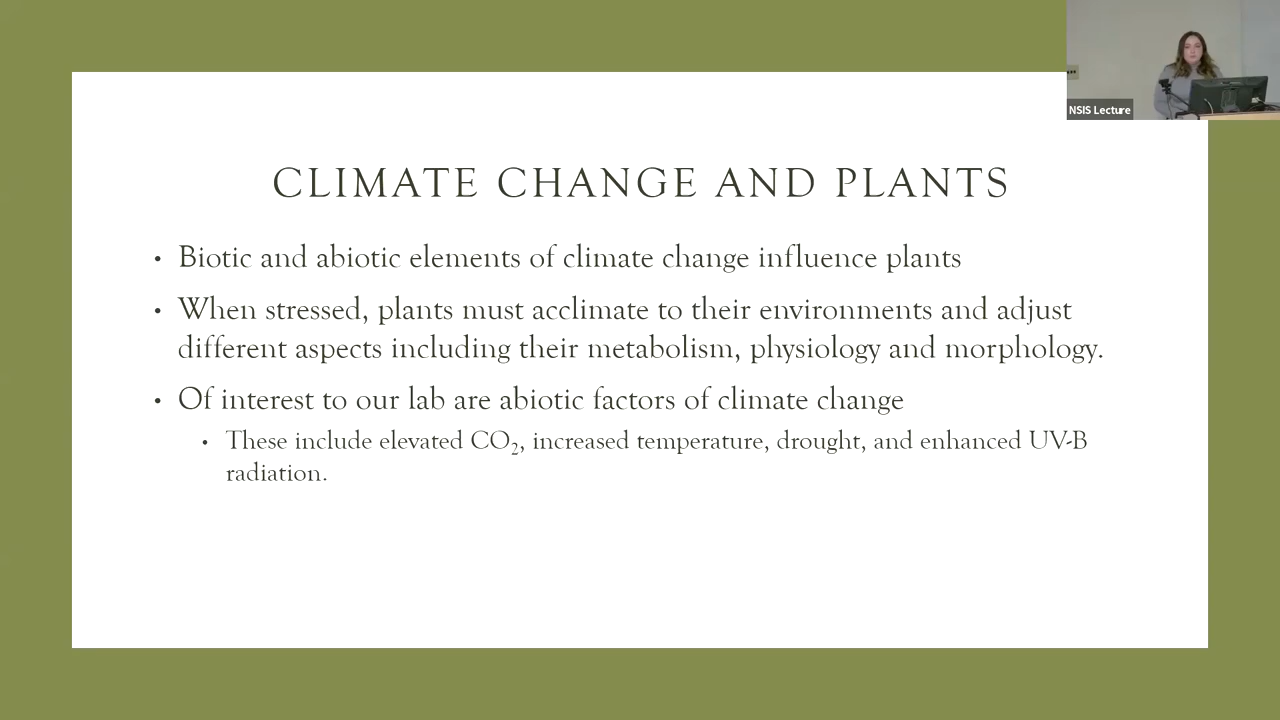 NSIS Lecture
CLIMATE CHANGE AND PLANTS
• Biotic and abiotic elements of climate change influence plants
• When stressed, plants must acclimate to their environments and adjust
different aspects including their metabolism, physiology and morphology.
• Of interest to our lab are abiotic factors of climate change
• These include elevated CO₂, increased temperature, drought, and enhanced UV-B
radiation.